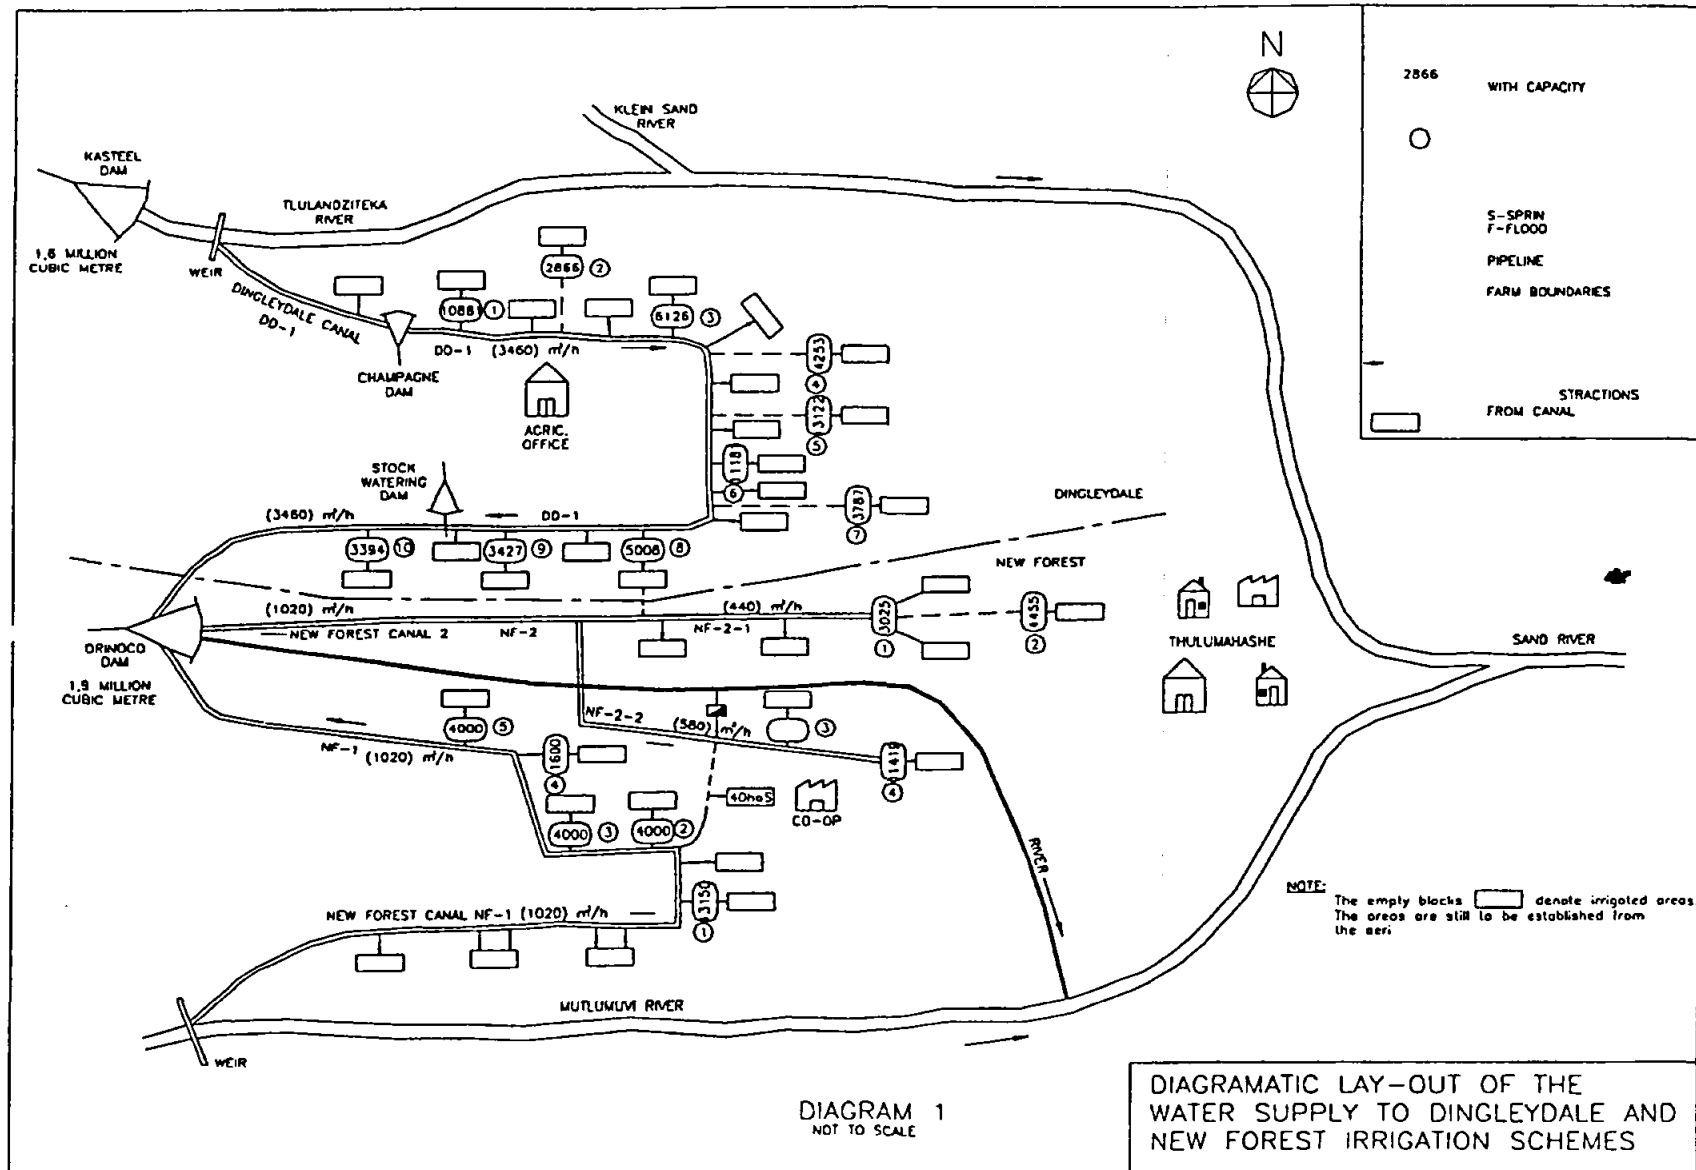 N
2866
WITH CAPACITY
S-SPRIN
F-FLOOD
PIPELINE
FARM BOUNDARIES
STRACTIONS
FROM CANAL
KLEIN SAND
RIVER
KASTEEL
DAM
TLULANDZITEKA
RIVER
1,6 MILLION
CUBIC METRE
WEIR
DINGLEYDALE CANAL
DD-1
2866 2
10881 1
6126 3
DD-1 (3460) m³/h
CHAMPAGNE
DAM
AGRIC.
OFFICE
4253
4
3122
5
118
6
3787
7
STOCK
WATERING
DAM
(3460) m³/h
DD-1
DINGLEYDALE
3394 10
3427 9
5008 8
NEW FOREST
(1020) m³/h
(440) m³/h
NEW FOREST CANAL 2
NF-2
NF-2-1
3025
1
4455
2
THULUMAHASHE
SAND RIVER
ORINOCO
DAM
1,9 MILLION
CUBIC METRE
NF-2-2
(580) m³/h
3
4000 5
NF-1
(1020) m³/h
1600
4
1419
4
40haS
CO-OP
4000 3
4000 2
RIVER
3150
1
NEW FOREST CANAL NF-1 (1020) m³/h
NOTE:
The empty blocks denote irrigated areas.
The areas are still to be established from
the aeri
MUTLUMUVI RIVER
WEIR
DIAGRAM 1
NOT TO SCALE
DIAGRAMATIC LAY-OUT OF THE
WATER SUPPLY TO DINGLEYDALE AND
NEW FOREST IRRIGATION SCHEMES